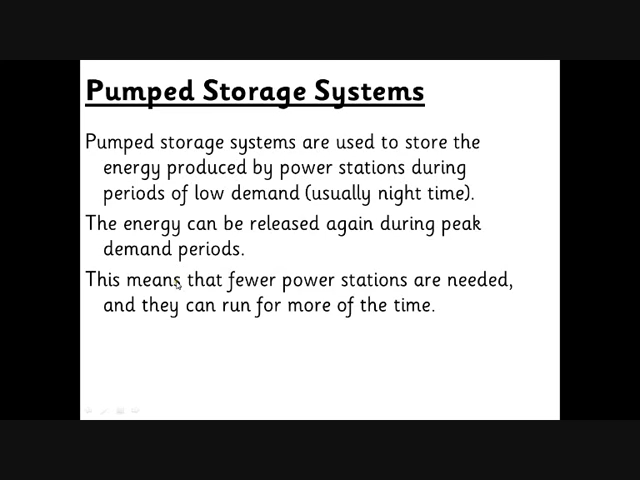 Pumped Storage Systems
Pumped storage systems are used to store the
energy produced by power stations during
periods of low demand (usually night time).
The energy can be released again during peak
demand periods.
This means that fewer power stations are needed,
and they can run for more of the time.